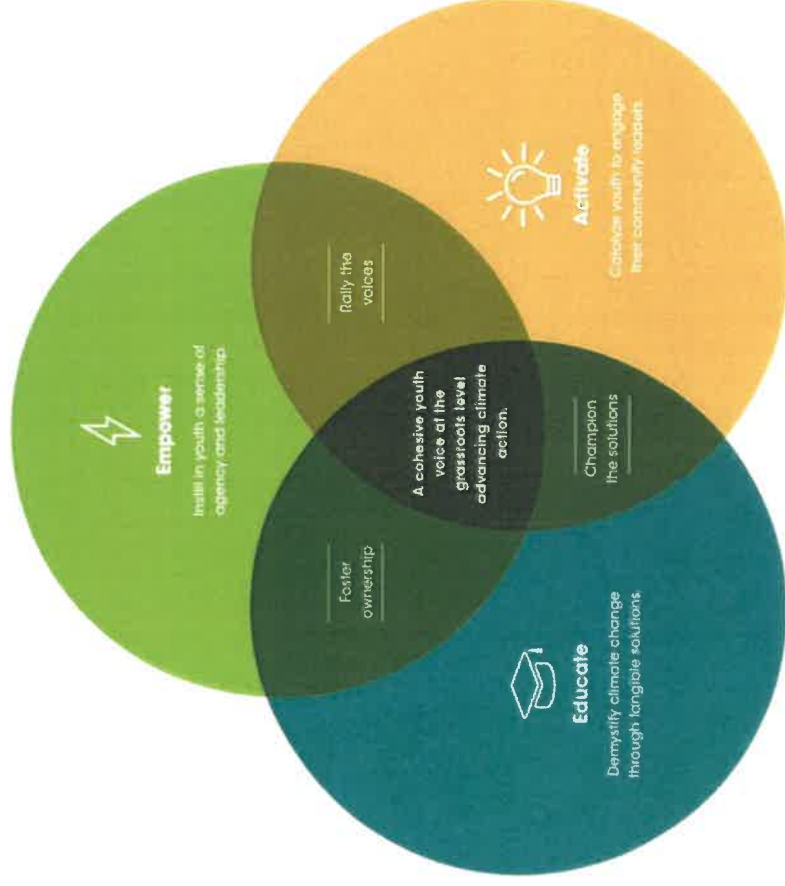 Empower
Instill in youth a sense of
agency and leadership
Foster
ownership
Rally the
voices
A cohesive youth
voice at the
grassroots level
advancing climate
action.
Educate
Demystify climate change
through tangible solutions.
Champion
the solutions
Activate
Catalyze youth to engage
their community leaders.